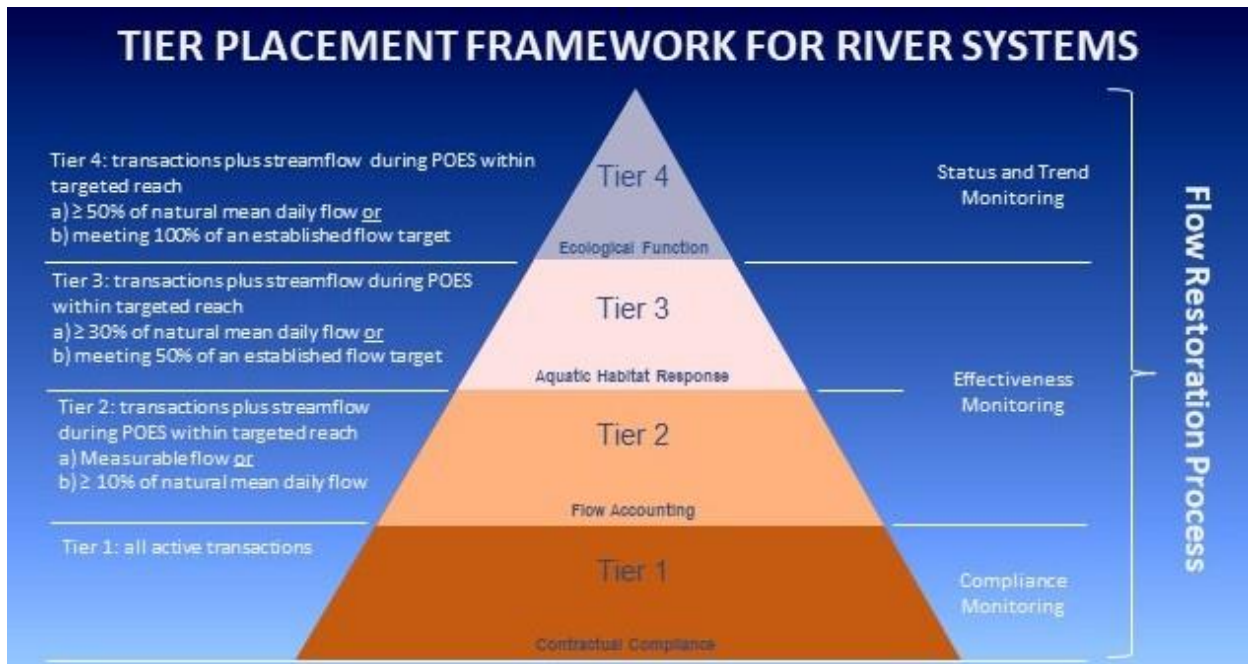 TIER PLACEMENT FRAMEWORK FOR RIVER SYSTEMS
Tier 4: transactions plus streamflow during POES within
targeted reach
a) ≥ 50% of natural mean daily flow or
b) meeting 100% of an established flow target
Tier 4
Ecological Function
Status and Trend
Monitoring
Tier 3: transactions plus streamflow during POES
within targeted reach
a) ≥ 30% of natural mean daily flow or
b) meeting 50% of an established flow target
Tier 3
Aquatic Habitat Response
Effectiveness
Monitoring
Tier 2: transactions plus streamflow
during POES within targeted reach
a) Measurable flow or
b) ≥ 10% of natural mean daily flow
Tier 2
Flow Accounting
Tier 1: all active transactions
Tier 1
Contractual Compliance
Compliance
Monitoring
Flow Restoration Process